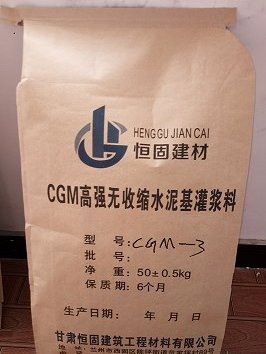 HENG GU JIAN CAI
恒固建材
CGM高强无收缩水泥基灌浆料
型 号:CGM-3
批 号:
净 重:50±0.5kg
保 质 期:6个月
生产日期: 年 月 日
甘肃恒固建筑工程材料有限公司